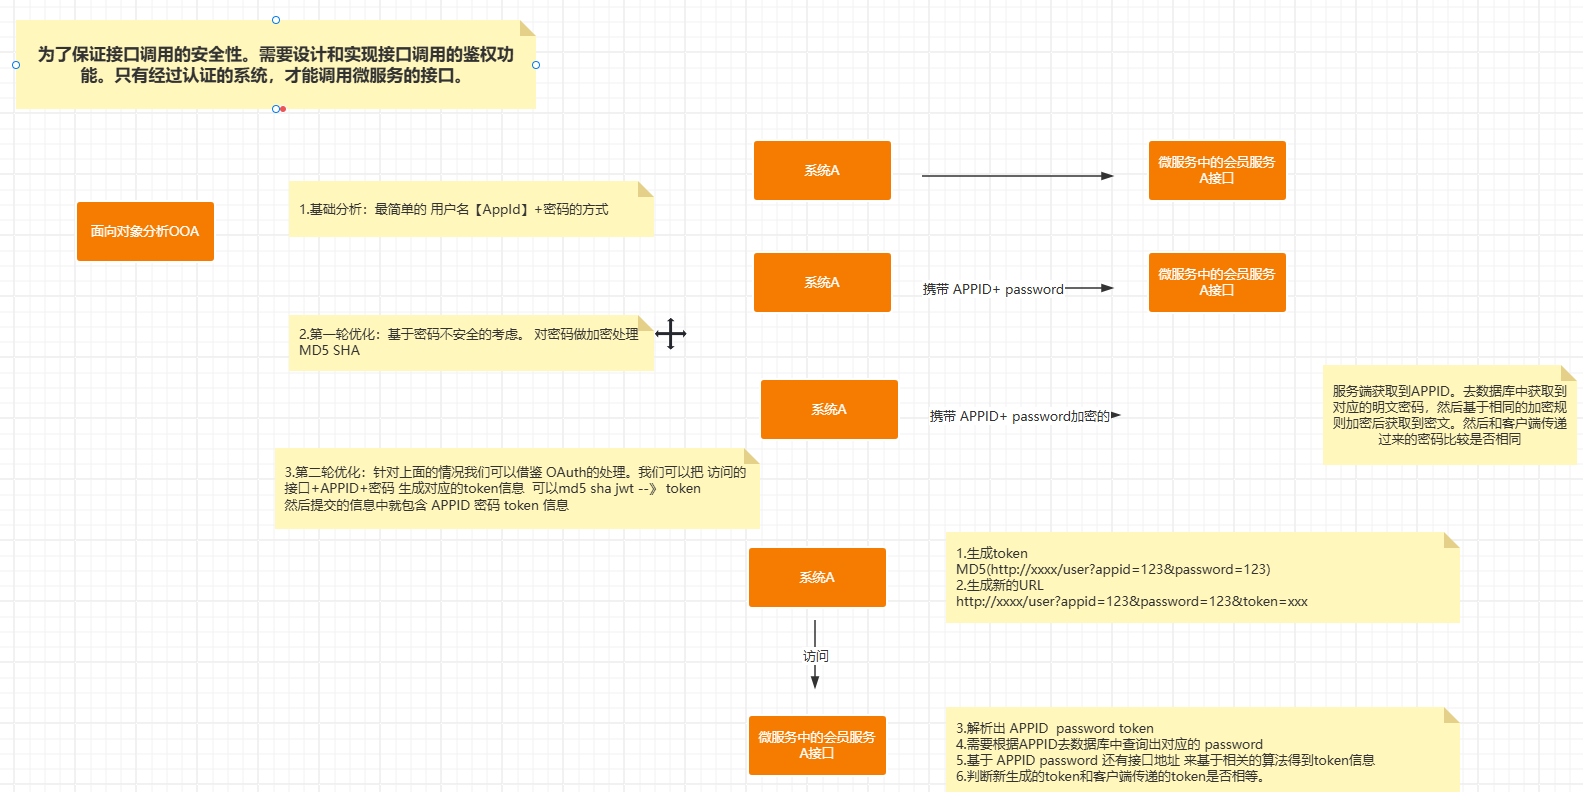 为了保证接口调用的安全性。需要设计和实现接口调用的鉴权功
能。只有经过认证的系统，才能调用微服务的接口。
系统A
微服务中的会员服务
A接口
1.基础分析：最简单的 用户名【AppId】+密码的方式
面向对象分析OOA
系统A
携带 APPID+ password
微服务中的会员服务
A接口
2.第一轮优化：基于密码不安全的考虑。 对密码做加密处理
MD5 SHA
系统A
携带 APPID+ password加密的
服务端获取到APPID。去数据库中获取到
对应的明文密码，然后基于相同的加密规
则加密后获取到密文。然后和客户端传递
过来的密码比较是否相同
3.第二轮优化：针对上面的情况我们可以借鉴 OAuth的处理。我们可以把 访问的
接口+APPID+密码 生成对应的token信息  可以md5 sha jwt --》 token
然后提交的信息中就包含 APPID 密码 token 信息
系统A
1.生成token
MD5(http://xxxx/user?appid=123&password=123)
2.生成新的URL
http://xxxx/user?appid=123&password=123&token=xxx
访问
微服务中的会员服务
A接口
3.解析出 APPID  password token
4.需要根据APPID去数据库中查询出对应的 password
5.基于 APPID password 还有接口地址 来基于相关的算法得到token信息
6.判断新生成的token和客户端传递的token是否相等。